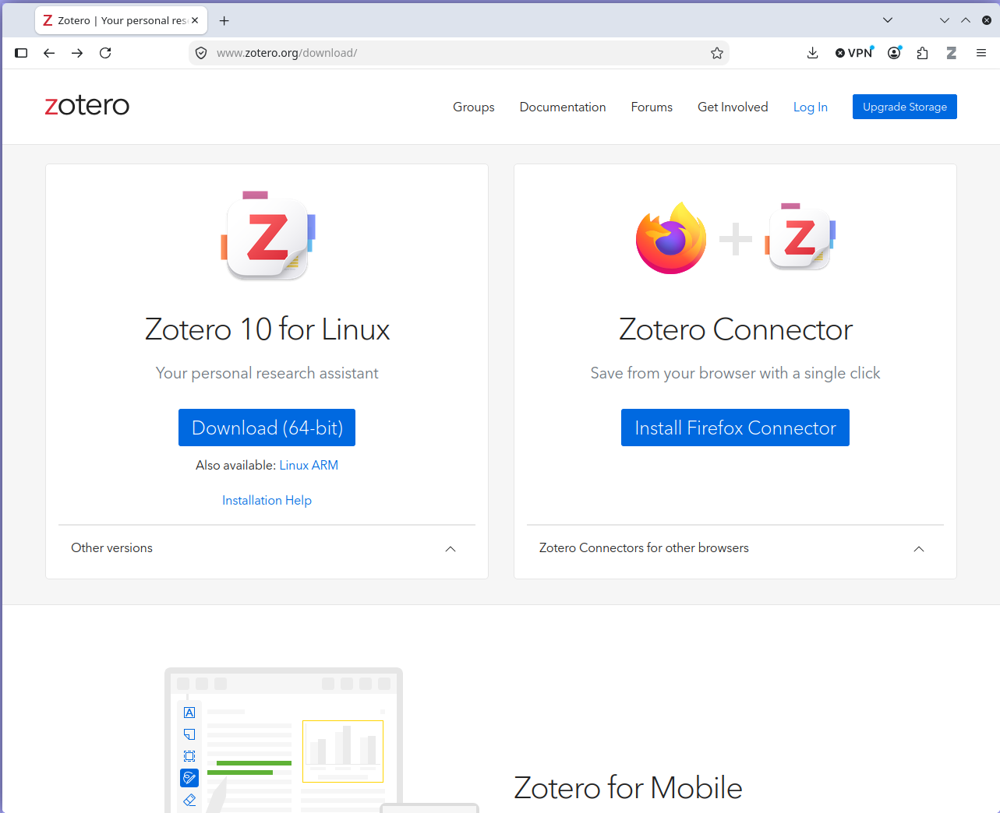 Zotero | Your personal res
www.zotero.org/download/
VPN
zotero
Groups
Documentation
Forums
Get Involved
Log In
Upgrade Storage
Zotero 10 for Linux
Your personal research assistant
Download (64-bit)
Also available: Linux ARM
Installation Help
Other versions
Zotero Connector
Save from your browser with a single click
Install Firefox Connector
Zotero Connectors for other browsers
Zotero for Mobile